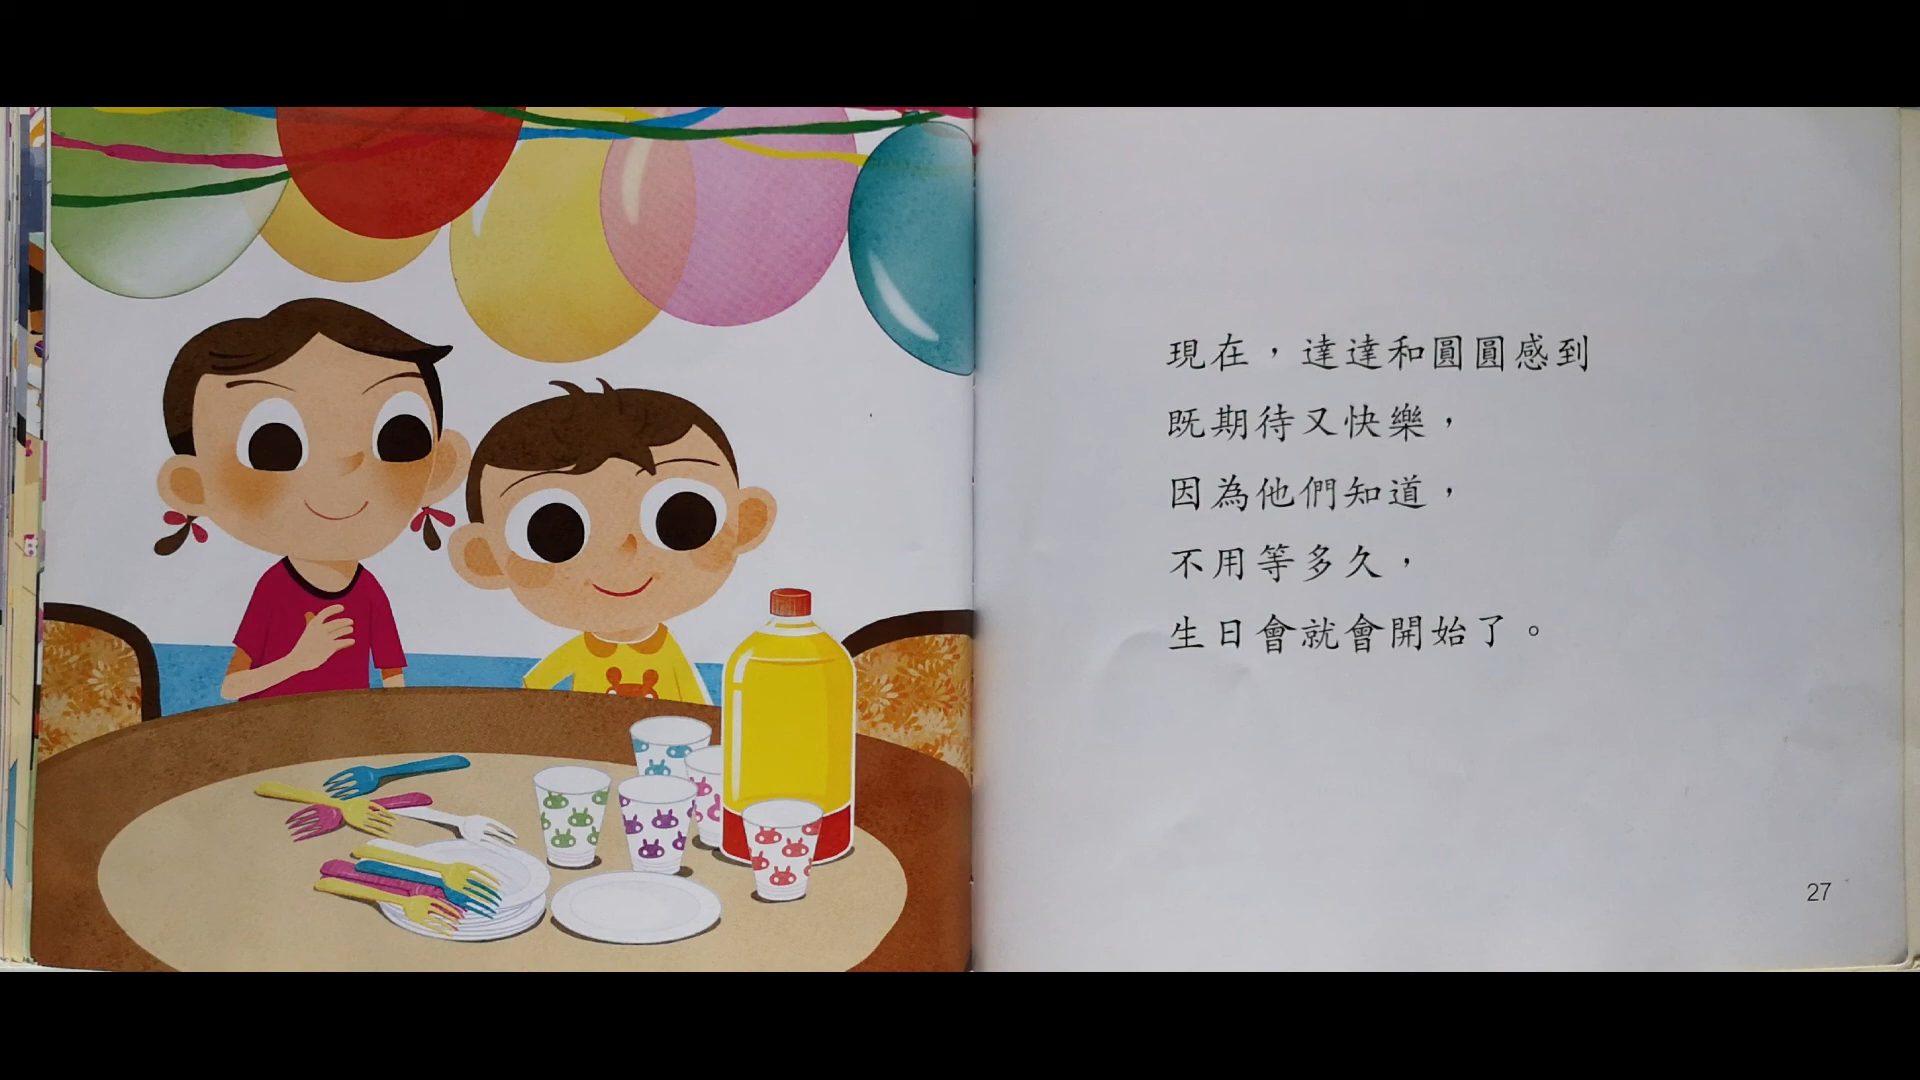 現在，達達和圓圓感到
既期待又快樂，
因為他們知道，
不用等多久，
生日會就會開始了。
27